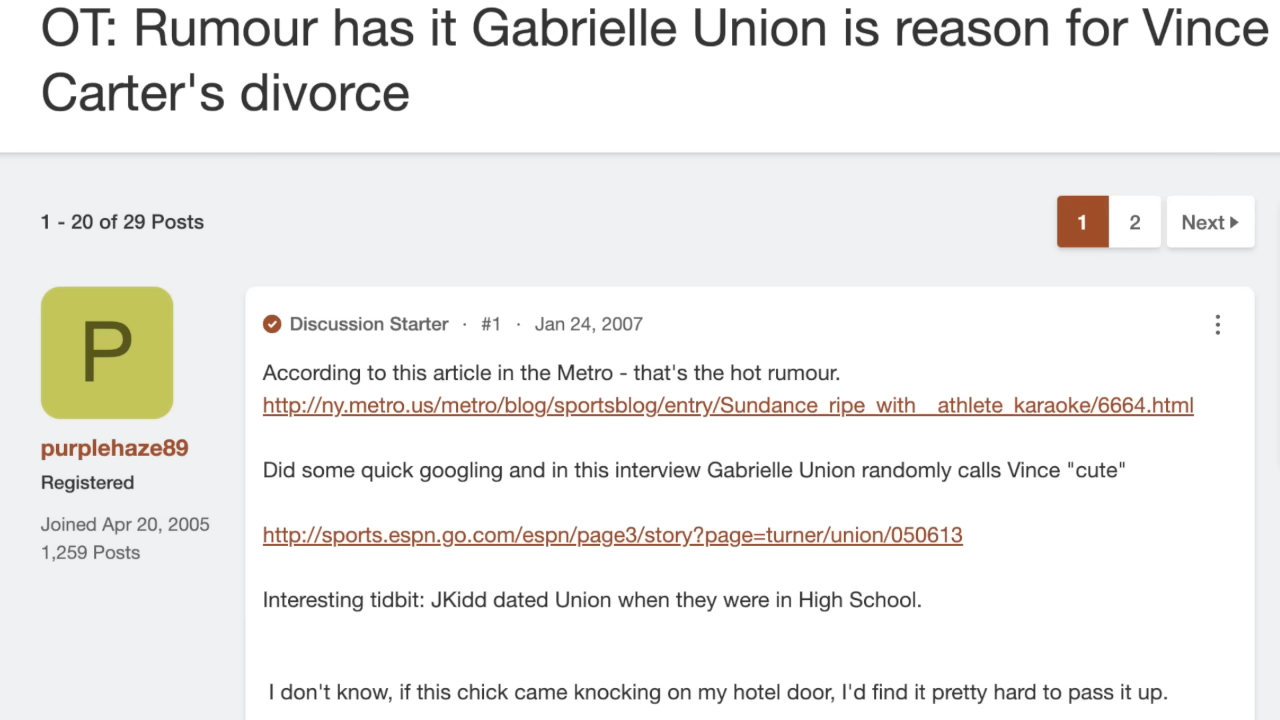 OT: Rumour has it Gabrielle Union is reason for Vince
Carter's divorce
1 - 20 of 29 Posts
1 2 Next
P
purplehaze89
Registered
Joined Apr 20, 2005
1,259 Posts
Discussion Starter · #1 · Jan 24, 2007
According to this article in the Metro - that's the hot rumour.
http://ny.metro.us/metro/blog/sportsblog/entry/Sundance_ripe_with__athlete_karaoke/6664.html
Did some quick googling and in this interview Gabrielle Union randomly calls Vince "cute"
http://sports.espn.go.com/espn/page3/story?page=turner/union/050613
Interesting tidbit: JKidd dated Union when they were in High School.
I don't know, if this chick came knocking on my hotel door, I'd find it pretty hard to pass it up.